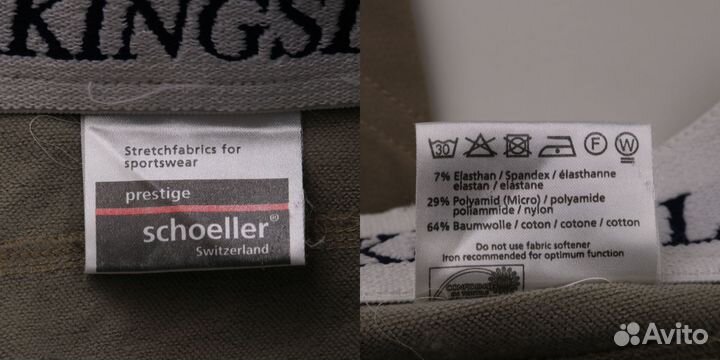 KINGSL
Stretchfabrics for
sportswear
prestige
schoeller®
Switzerland
30 F W
7% Elasthan / Spandex / élasthanne
elastan / elastane
29% Polyamid (Micro) / polyamide
poliammide / nylon
64% Baumwolle / coton / cotone / cotton
Do not use fabric softener
Iron recommended for optimum function
Avito